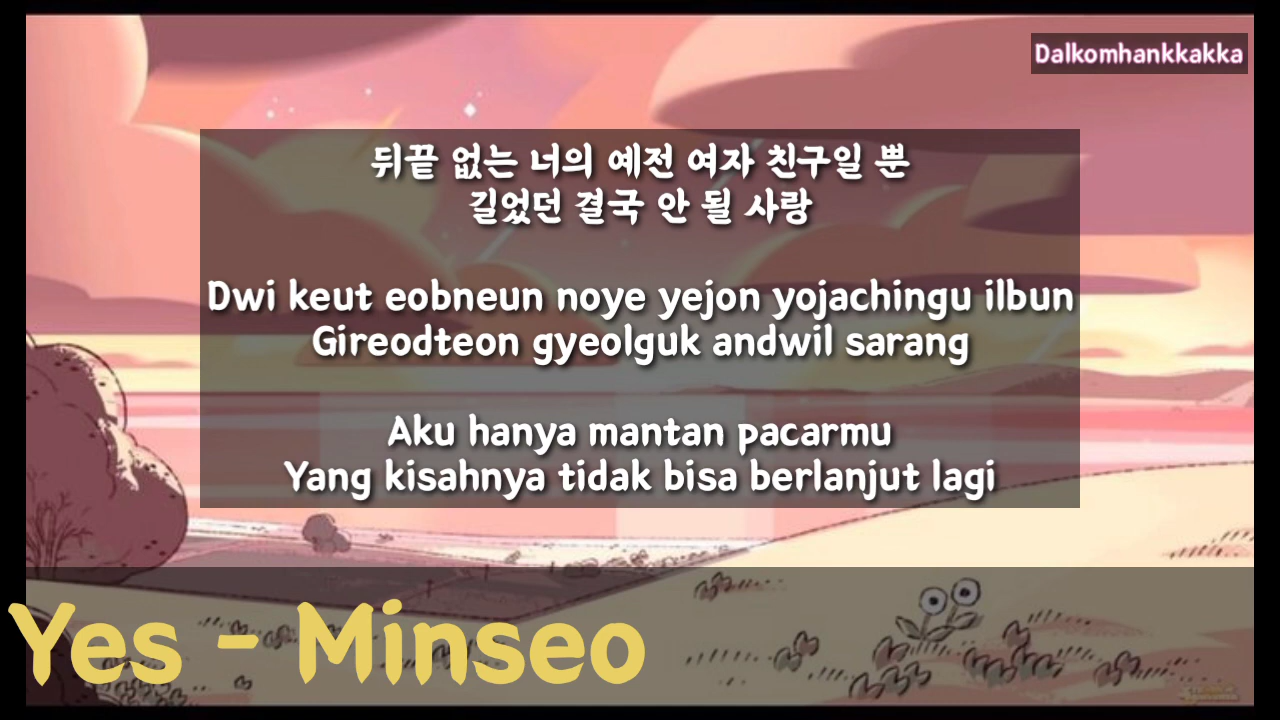 Dalkomhankkakka
뒤끝 없는 너의 예전 여자 친구일 뿐
길었던 결국 안 될 사랑
Dwi keut eobneun noye yejon yojachingu ilbun
Gireodteon gyeolguk andwil sarang
Aku hanya mantan pacarmu
Yang kisahnya tidak bisa berlanjut lagi
Yes - Minseo